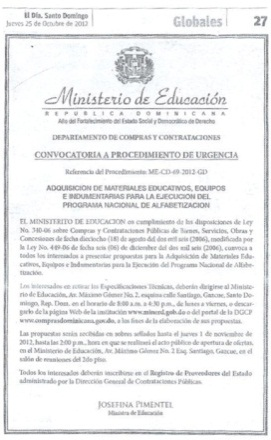 El Día, Santo Domingo
Jueves 25 de Octubre de 2012
Globales 27
Ministerio de Educación
REPUBLICA DOMINICANA
Año del Fortalecimiento del Estado Social y Democrático de Derecho
DEPARTAMENTO DE COMPRAS Y CONTRATACIONES
CONVOCATORIA A PROCEDIMIENTO DE URGENCIA
Referencia del Procedimiento ME-CD-69-2012-GD
ADQUISICION DE MATERIALES EDUCATIVOS, EQUIPOS
E INDUMENTARIAS PARA LA EJECUCION DEL
PROGRAMA NACIONAL DE ALFABETIZACION
EL MINISTERITO DE EDUCACION en cumplimiento de las disposiciones de Ley
No. 340-06 sobre Compras y Contrataciones Públicas de Bienes, Servicios, Obras y
Concesiones de fecha dieciocho (18) de agosto del dos mil seis (2006), modificada por
la Ley No. 449-06 de fecha seis (06) de diciembre del dos mil seis (2006), convoca a
todos los interesados a presentar propuestas para la Adquisición de Materiales Edu-
cativos, Equipos e Indumentarias para la Ejecución del Programa Nacional de Alfabe-
tización.
Los interesados en retirar los Especificaciones Técnicas, deberán dirigirse al Ministe-
rio de Educación, Av. Máximo Gómez No. 2, esquina calle Santiago, Gazcue, Santo Do-
mingo, Rep. Dom. en el horario de 8:00 a.m. a 4:30 p.m., de lunes a viernes, o descar-
garlo de la página Web de la institución www.minerd.gob.do o del portal de la DGCP
www.comprasdominicana.gov.do, a los fines de la elaboración de sus propuestas.
Las propuestas serán recibidas en sobres sellados hasta el jueves 1 de noviembre de
2012, hasta las 2:00 p.m., hora en que se realizará el acto público de apertura de ofertas,
en el Ministerio de Educación, Av. Máximo Gómez No. 2 Esq. Santiago, Gazcue, en el
salón de reuniones del 2do piso.
Todos los interesados deberán inscribirse en el Registro de Proveedores del Estado
administrado por la Dirección General de Contrataciones Públicas.
JOSEFINA PIMENTEL
Ministra de Educación